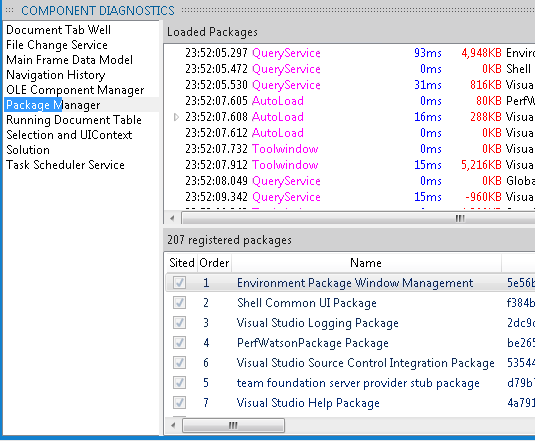 COMPONENT DIAGNOSTICS
Document Tab Well
File Change Service
Main Frame Data Model
Navigation History
OLE Component Manager
Package Manager
Running Document Table
Selection and UIContext
Solution
Task Scheduler Service
Loaded Packages
23:52:05.297 QueryService 93ms 4,948KB Enviro
23:52:05.472 QueryService 0ms 0KB Shell
23:52:05.530 QueryService 31ms 816KB Visual
23:52:07.605 AutoLoad 0ms 80KB PerfW
23:52:07.608 AutoLoad 16ms 288KB Visual
23:52:07.612 AutoLoad 0ms 0KB Visual
23:52:07.732 Toolwindow 0ms 0KB Visual
23:52:07.912 Toolwindow 15ms 5,216KB Visual
23:52:08.049 QueryService 0ms 0KB Globa
23:52:09.342 QueryService 15ms -960KB Visual
207 registered packages
Sited Order Name
1 Environment Package Window Management 5e56b
2 Shell Common UI Package f384b
3 Visual Studio Logging Package 2dc9d
4 PerfWatsonPackage Package be265
6 Visual Studio Source Control Integration Package 53544
5 team foundation server provider stub package d79b7
7 Visual Studio Help Package 4a791